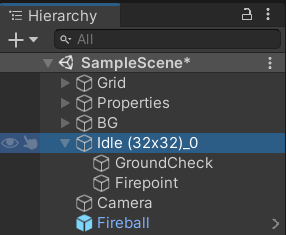 Hierarchy
All
SampleScene*
Grid
Properties
BG
Idle (32x32)_0
GroundCheck
Firepoint
Camera
Fireball